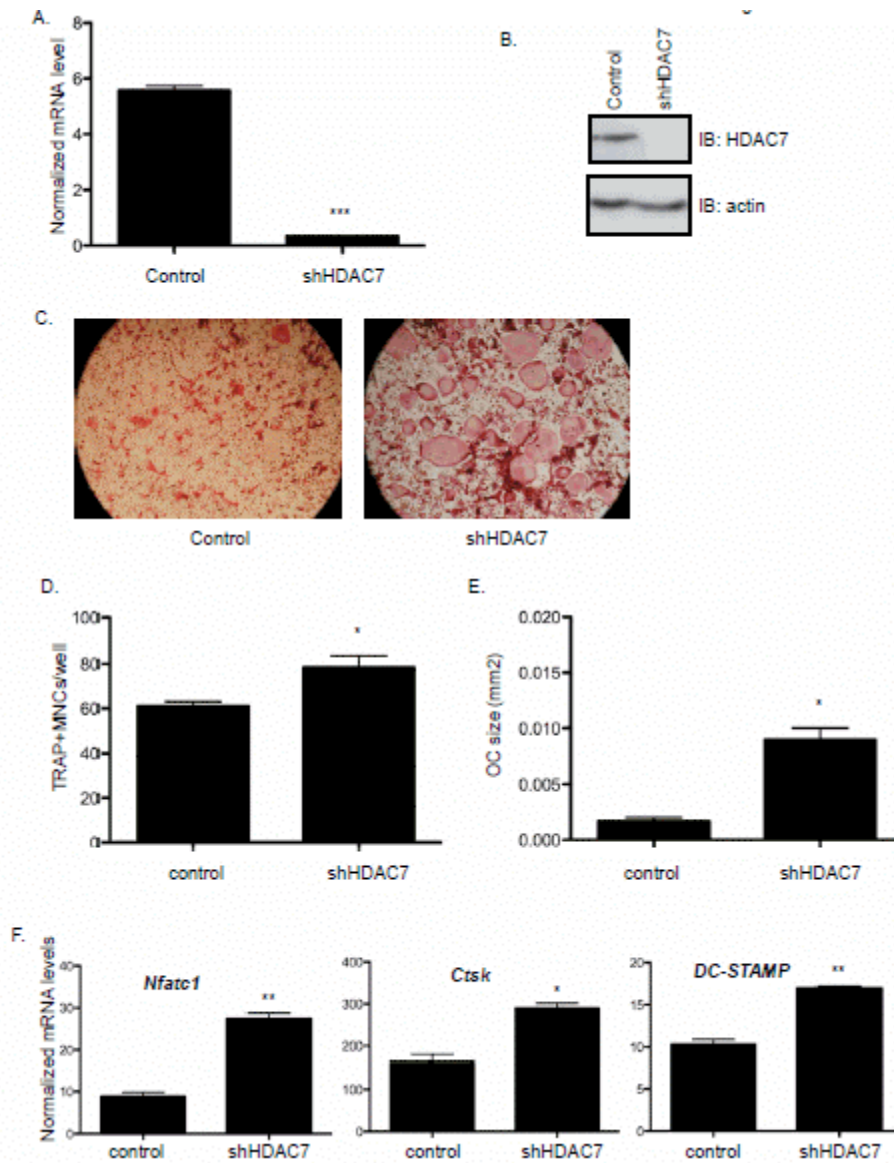 A.
Normalized mRNA level
8
6
4
2
0
***
Control
shHDAC7
B.
Control
shHDAC7
IB: HDAC7
IB: actin
C.
Control
shHDAC7
D.
TRAP+MNCs/well
100
80
60
40
20
0
*
control
shHDAC7
E.
OC size (mm2)
0.020
0.015
0.010
0.005
0.000
*
control
shHDAC7
F.
Normalized mRNA levels
Nfatc1
40
30
20
10
0
**
control
shHDAC7
Ctsk
400
300
200
100
0
*
control
shHDAC7
DC-STAMP
20
15
10
5
0
**
control
shHDAC7